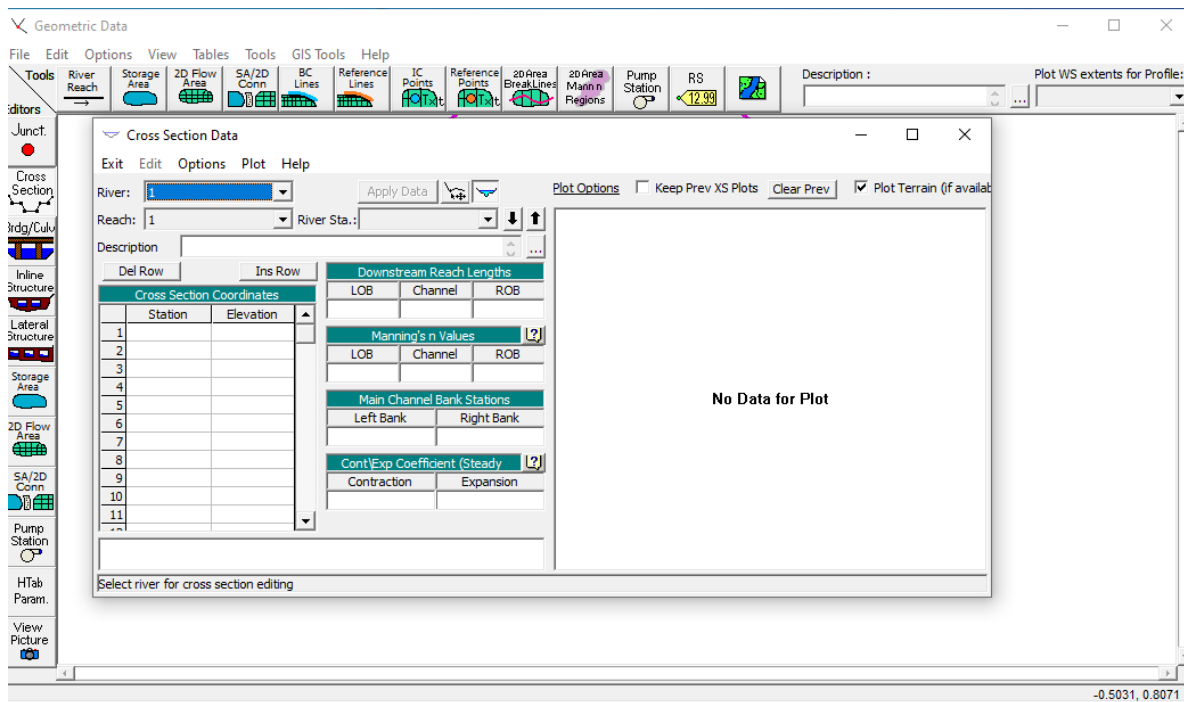 Geometric Data
File Edit Options View Tables Tools GIS Tools Help
Tools
Editors
River Reach
Storage Area
2D Flow Area
SA/2D Conn
BC Lines
Reference Lines
IC Points
Reference Points
2D Area BreakLines
2D Area Mann n Regions
Pump Station
RS
12.99
Description :
...
Plot WS extents for Profile:
Junct.
Cross Section
Brdg/Culv
Inline Structure
Lateral Structure
Storage Area
2D Flow Area
SA/2D Conn
Pump Station
HTab Param.
View Picture
Cross Section Data
Exit Edit Options Plot Help
River: 1
Apply Data
Plot Options Keep Prev XS Plots Clear Prev Plot Terrain (if availab
Reach: 1 River Sta.:
Description ...
Del Row Ins Row
Cross Section Coordinates
Station Elevation
1
2
3
4
5
6
7
8
9
10
11
12
Downstream Reach Lengths
LOB Channel ROB
Manning's n Values
LOB Channel ROB
Main Channel Bank Stations
Left Bank Right Bank
Cont\Exp Coefficient (Steady
Contraction Expansion
No Data for Plot
Select river for cross section editing
-0.5031, 0.8071